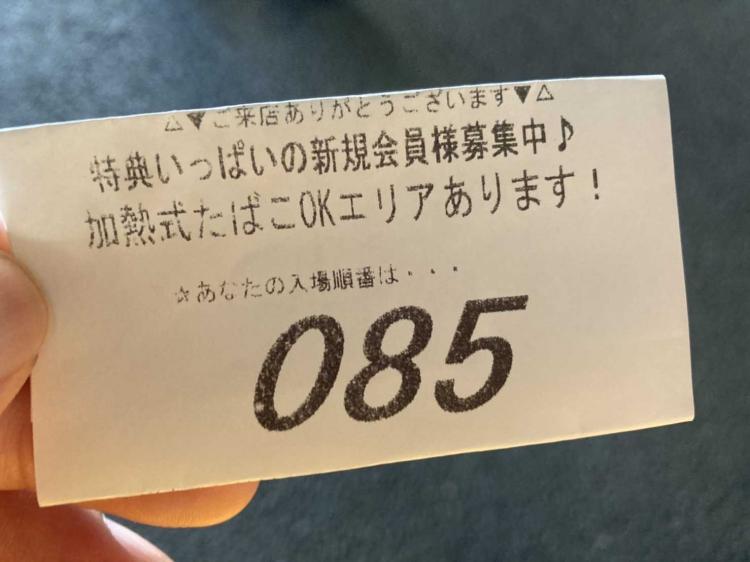 △▼ご来店ありがとうございます▼△
特典いっぱいの新規会員様募集中♪
加熱式たばこOKエリアあります！
☆あなたの入場順番は・・・
085